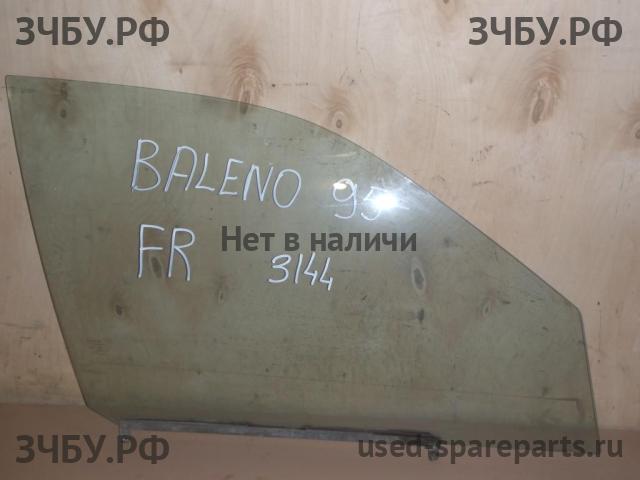 ЗЧБУ.РФ ЗЧБУ.РФ
BALENO 95
Нет в наличи
FR 3144
ЗЧБУ.РФ used-spareparts.ru